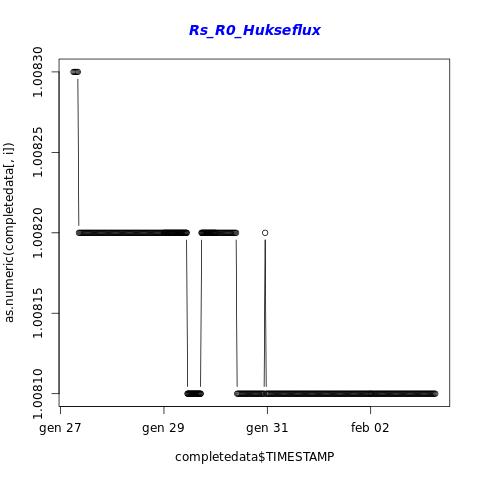 Rs_R0_Hukseflux
as.numeric(completedata[, i])
1.00830
1.00825
1.00820
1.00815
1.00810
gen 27 gen 29 gen 31 feb 02
completedata$TIMESTAMP